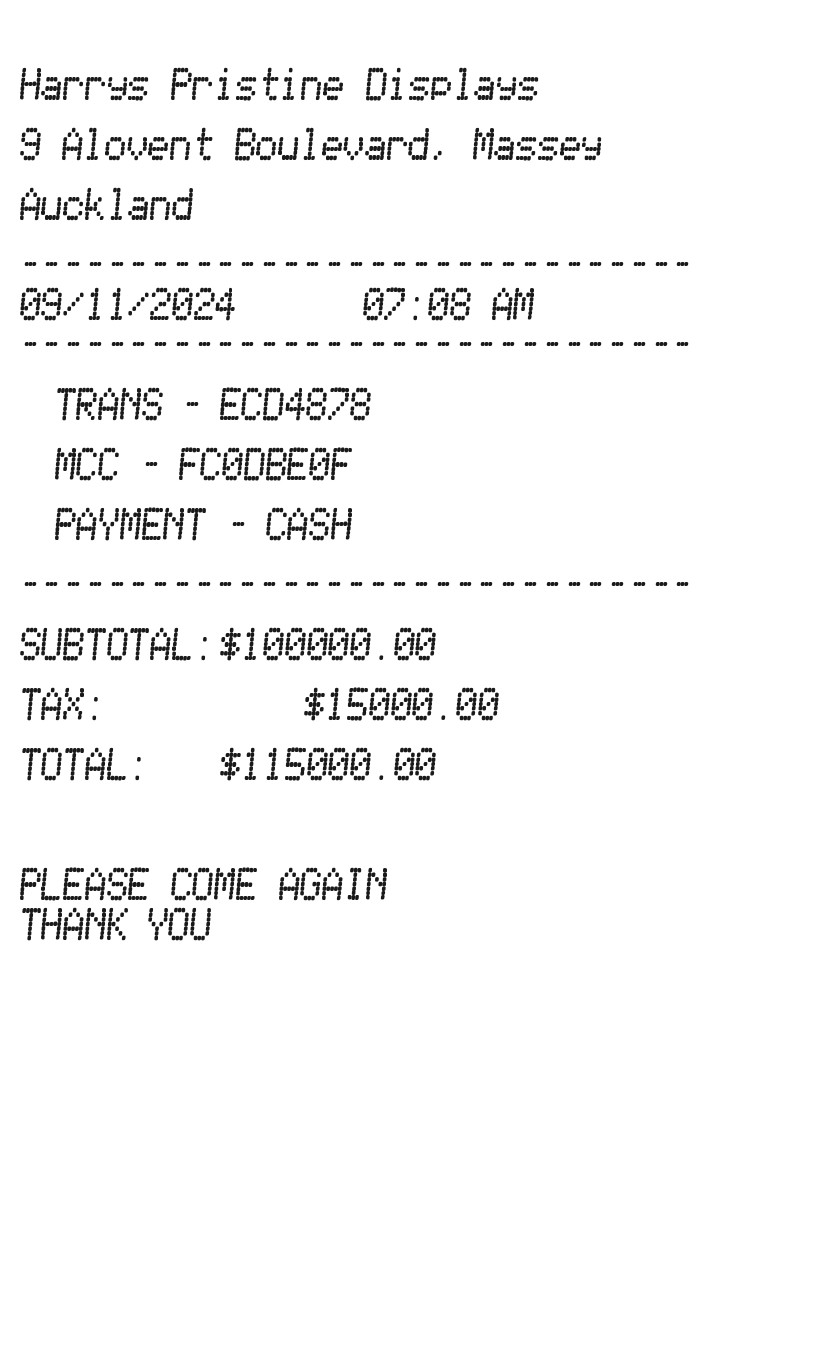 Harrys Pristine Displays
9 Alovent Boulevard. Massey
Auckland
--------------------------------
09/11/2024 07:08 AM
--------------------------------
TRANS - ECD4878
MCC - FC0DBE0F
PAYMENT - CASH
--------------------------------
SUBTOTAL:$100000.00
TAX: $15000.00
TOTAL: $115000.00
PLEASE COME AGAIN
THANK YOU